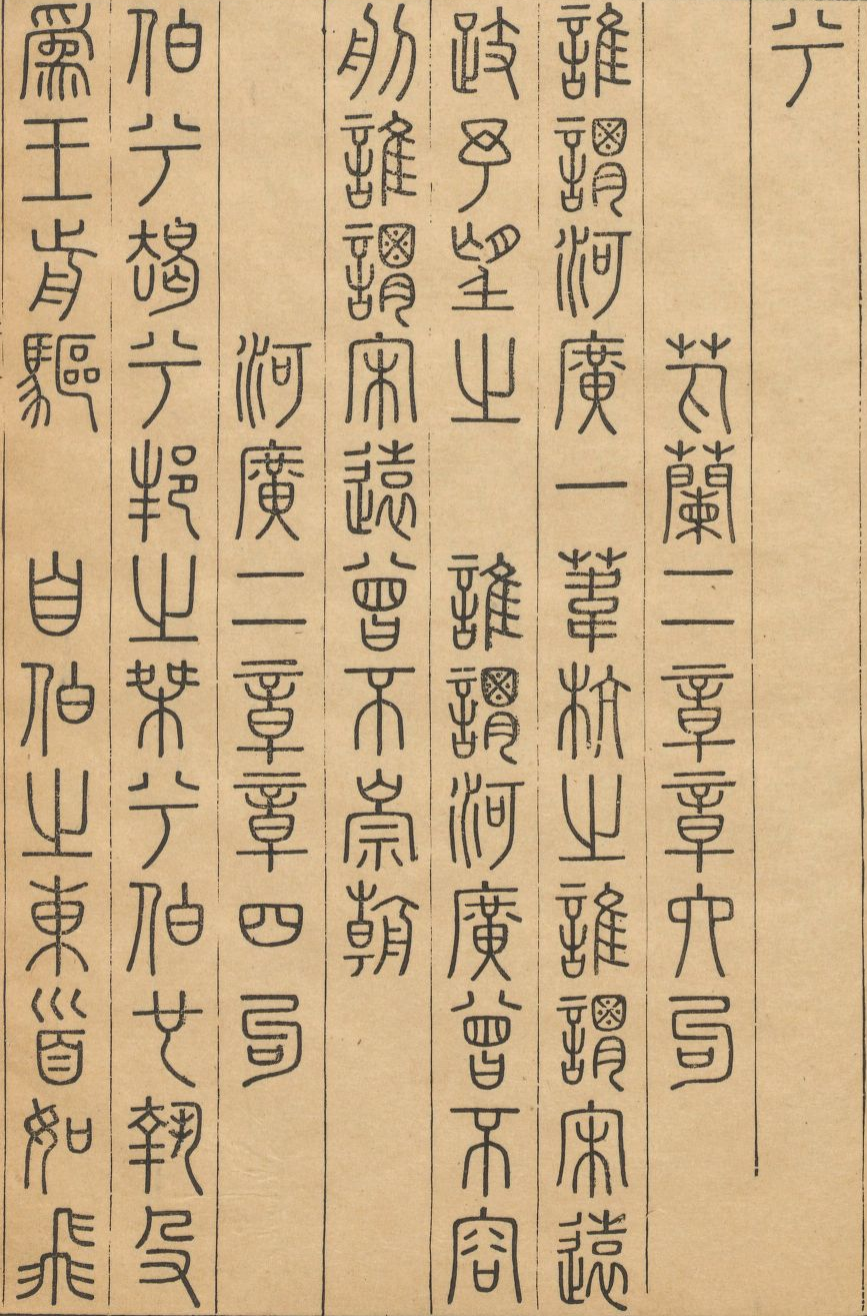 兮
芄蘭二章章六句
誰謂河廣一葦杭之誰謂宋遠
跂予望之 誰謂河廣曾不容
舠誰謂宋遠曾不崇朝
河廣二章章四句
伯兮朅兮邦之桀兮伯也執殳
爲王前驅 自伯之東首如飛